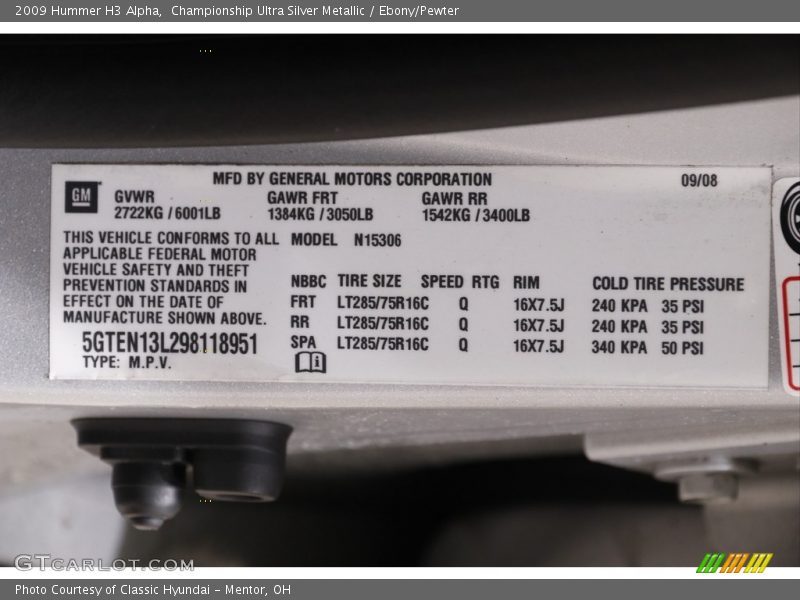 2009 Hummer H3 Alpha,  Championship Ultra Silver Metallic / Ebony/Pewter
MFD BY GENERAL MOTORS CORPORATION 09/08
GM GVWR GAWR FRT GAWR RR
2722KG / 6001LB 1384KG / 3050LB 1542KG / 3400LB
THIS VEHICLE CONFORMS TO ALL MODEL N15306
APPLICABLE FEDERAL MOTOR
VEHICLE SAFETY AND THEFT
PREVENTION STANDARDS IN
EFFECT ON THE DATE OF
MANUFACTURE SHOWN ABOVE.
5GTEN13L298118951
TYPE: M.P.V.
NBBC TIRE SIZE SPEED RTG RIM COLD TIRE PRESSURE
FRT LT285/75R16C Q 16X7.5J 240 KPA 35 PSI
RR LT285/75R16C Q 16X7.5J 240 KPA 35 PSI
SPA LT285/75R16C Q 16X7.5J 340 KPA 50 PSI
i
GTcarlot.com
Photo Courtesy of Classic Hyundai - Mentor, OH